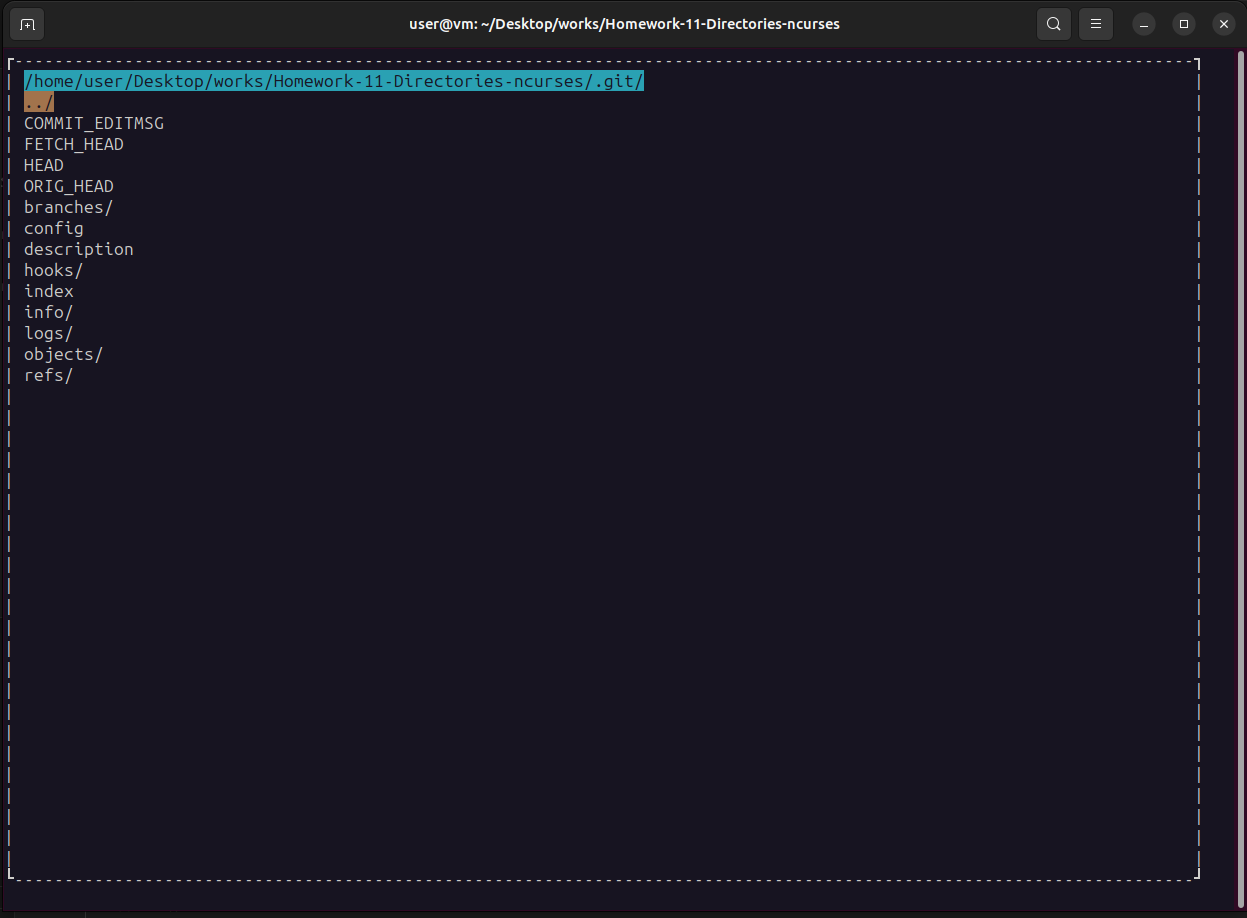 user@vm: ~/Desktop/works/Homework-11-Directories-ncurses
/home/user/Desktop/works/Homework-11-Directories-ncurses/.git/
../
COMMIT_EDITMSG
FETCH_HEAD
HEAD
ORIG_HEAD
branches/
config
description
hooks/
index
info/
logs/
objects/
refs/